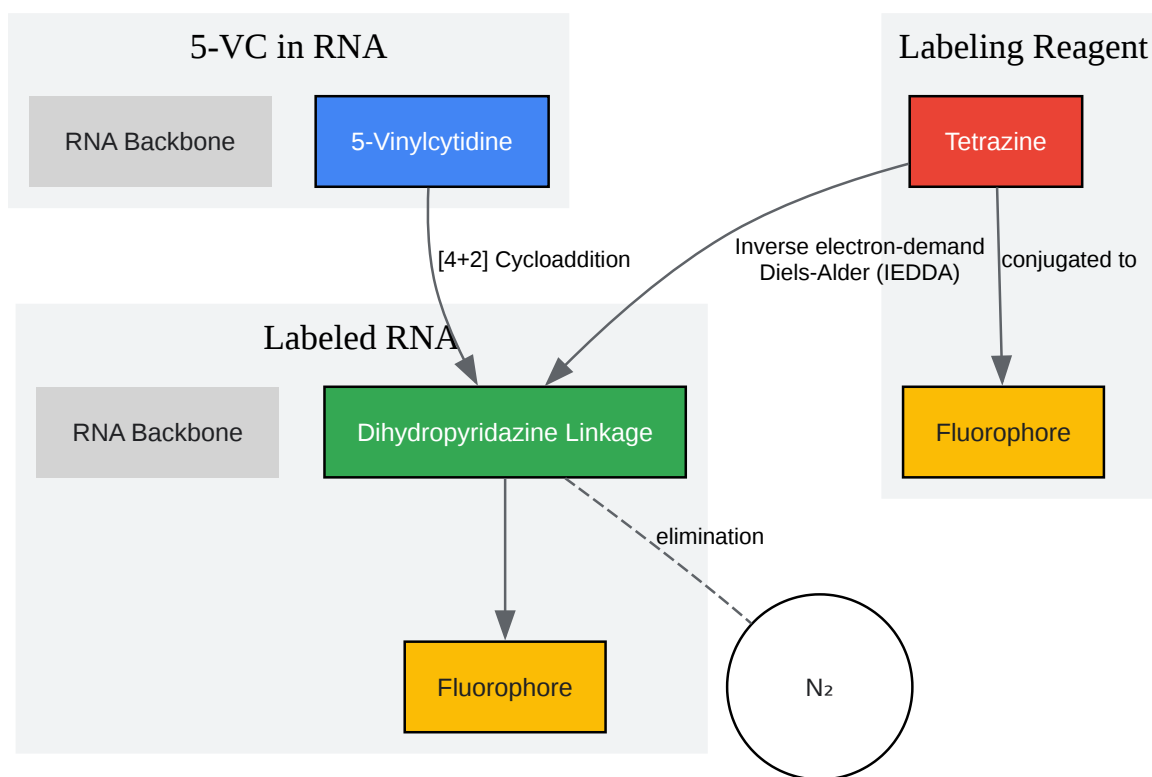 5-VC in RNA
Labeling Reagent
RNA Backbone
5-Vinylcytidine
Tetrazine
[4+2] Cycloaddition
Inverse electron-demand
Diels-Alder (IEDDA)
conjugated to
Labeled RNA
RNA Backbone
Dihydropyridazine Linkage
Fluorophore
elimination
Fluorophore
N₂